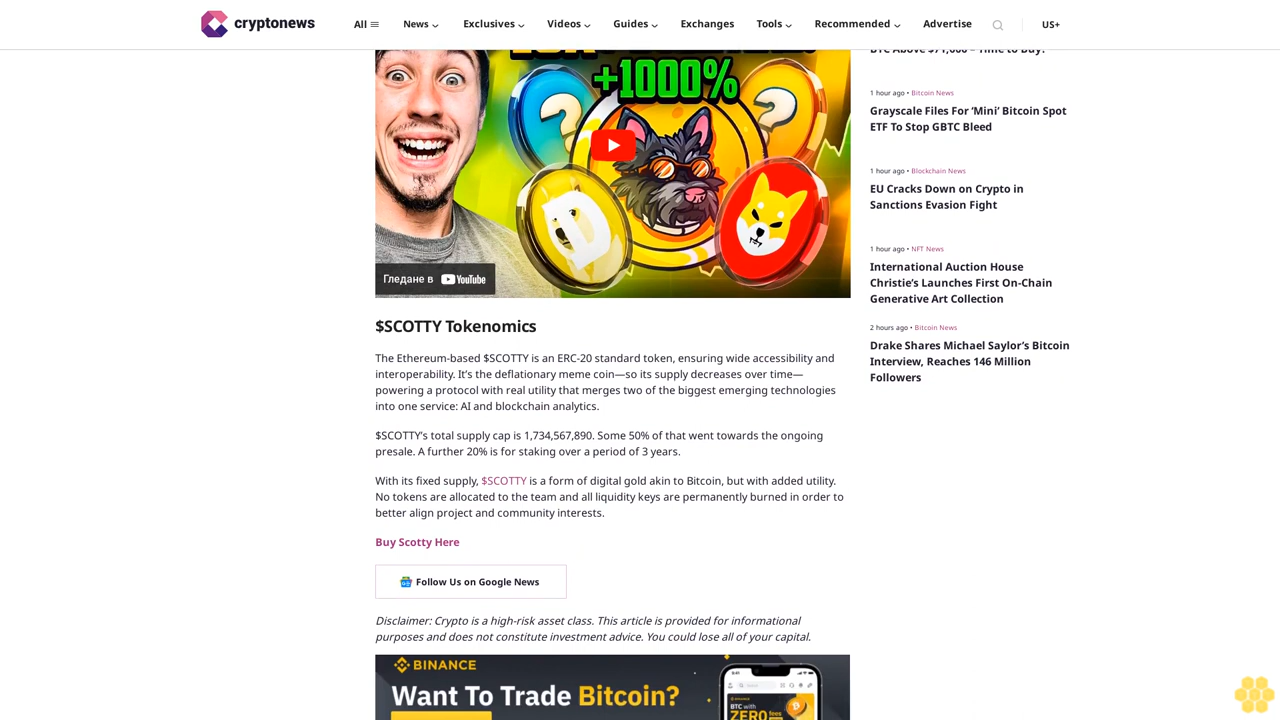 cryptonews
All
News
Exclusives
Videos
Guides
Exchanges
Tools
Recommended
Advertise
US+
+1000%
Гледане в YouTube
$SCOTTY Tokenomics
The Ethereum-based $SCOTTY is an ERC-20 standard token, ensuring wide accessibility and
interoperability. It’s the deflationary meme coin—so its supply decreases over time—
powering a protocol with real utility that merges two of the biggest emerging technologies
into one service: AI and blockchain analytics.
$SCOTTY’s total supply cap is 1,734,567,890. Some 50% of that went towards the ongoing
presale. A further 20% is for staking over a period of 3 years.
With its fixed supply, $SCOTTY is a form of digital gold akin to Bitcoin, but with added utility.
No tokens are allocated to the team and all liquidity keys are permanently burned in order to
better align project and community interests.
Buy Scotty Here
Follow Us on Google News
Disclaimer: Crypto is a high-risk asset class. This article is provided for informational
purposes and does not constitute investment advice. You could lose all of your capital.
BINANCE
Want To Trade Bitcoin?
BTC with
ZERO fees
BTC Above $71,000 – Time to Buy?
1 hour ago • Bitcoin News
Grayscale Files For ‘Mini’ Bitcoin Spot
ETF To Stop GBTC Bleed
1 hour ago • Blockchain News
EU Cracks Down on Crypto in
Sanctions Evasion Fight
1 hour ago • NFT News
International Auction House
Christie’s Launches First On-Chain
Generative Art Collection
2 hours ago • Bitcoin News
Drake Shares Michael Saylor’s Bitcoin
Interview, Reaches 146 Million
Followers